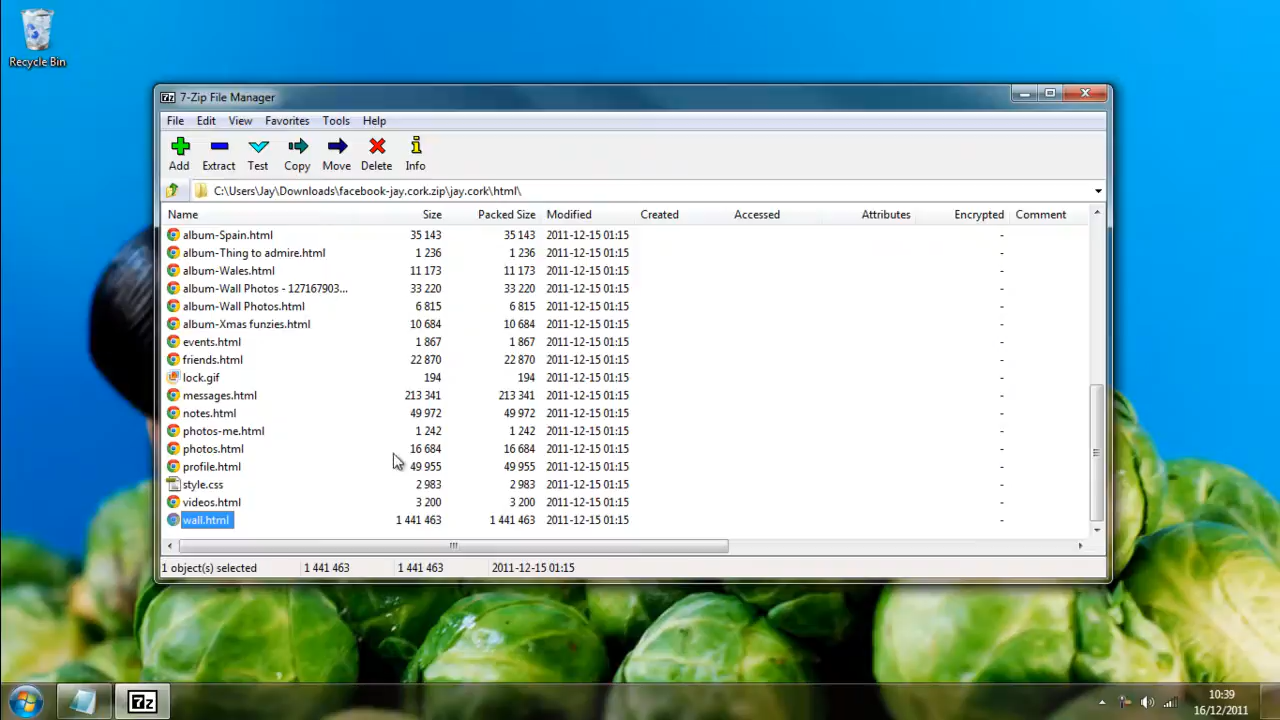 Recycle Bin
7-Zip File Manager
File Edit View Favorites Tools Help
Add Extract Test Copy Move Delete Info
C:\Users\Jay\Downloads\facebook-jay.cork.zip\jay.cork\html\
Name Size Packed Size Modified Created Accessed Attributes Encrypted Comment
album-Spain.html 35 143 35 143 2011-12-15 01:15 -
album-Thing to admire.html 1 236 1 236 2011-12-15 01:15 -
album-Wales.html 11 173 11 173 2011-12-15 01:15 -
album-Wall Photos - 127167903... 33 220 33 220 2011-12-15 01:15 -
album-Wall Photos.html 6 815 6 815 2011-12-15 01:15 -
album-Xmas funzies.html 10 684 10 684 2011-12-15 01:15 -
events.html 1 867 1 867 2011-12-15 01:15 -
friends.html 22 870 22 870 2011-12-15 01:15 -
lock.gif 194 194 2011-12-15 01:15 -
messages.html 213 341 213 341 2011-12-15 01:15 -
notes.html 49 972 49 972 2011-12-15 01:15 -
photos-me.html 1 242 1 242 2011-12-15 01:15 -
photos.html 16 684 16 684 2011-12-15 01:15 -
profile.html 49 955 49 955 2011-12-15 01:15 -
style.css 2 983 2 983 2011-12-15 01:15 -
videos.html 3 200 3 200 2011-12-15 01:15 -
wall.html 1 441 463 1 441 463 2011-12-15 01:15 -
1 object(s) selected 1 441 463 1 441 463 2011-12-15 01:15
7z
10:39
16/12/2011